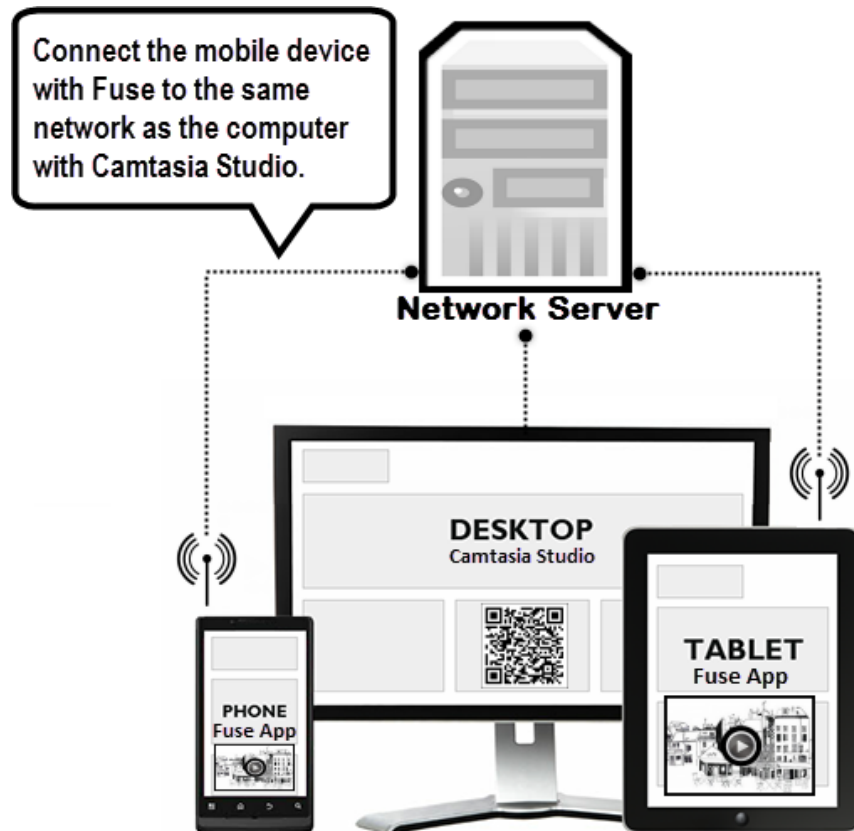 Connect the mobile device
with Fuse to the same
network as the computer
with Camtasia Studio.
Network Server
DESKTOP
Camtasia Studio
TABLET
Fuse App
PHONE
Fuse App